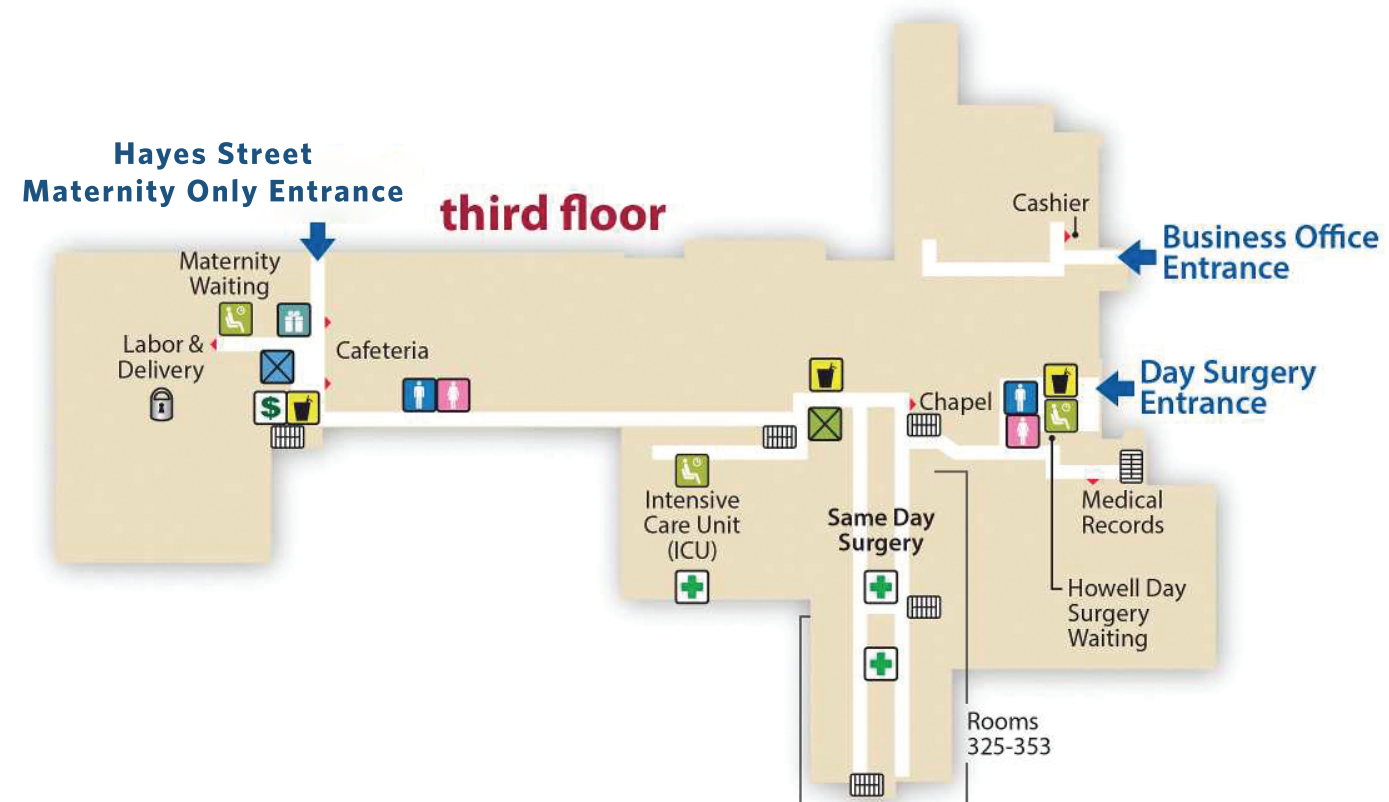 Hayes Street
Maternity Only Entrance
third floor
Cashier
Business Office
Entrance
Maternity
Waiting
Labor &
Delivery
Cafeteria
$
Chapel
Day Surgery
Entrance
Intensive
Care Unit
(ICU)
Same Day
Surgery
Medical
Records
Howell Day
Surgery
Waiting
Rooms
325-353